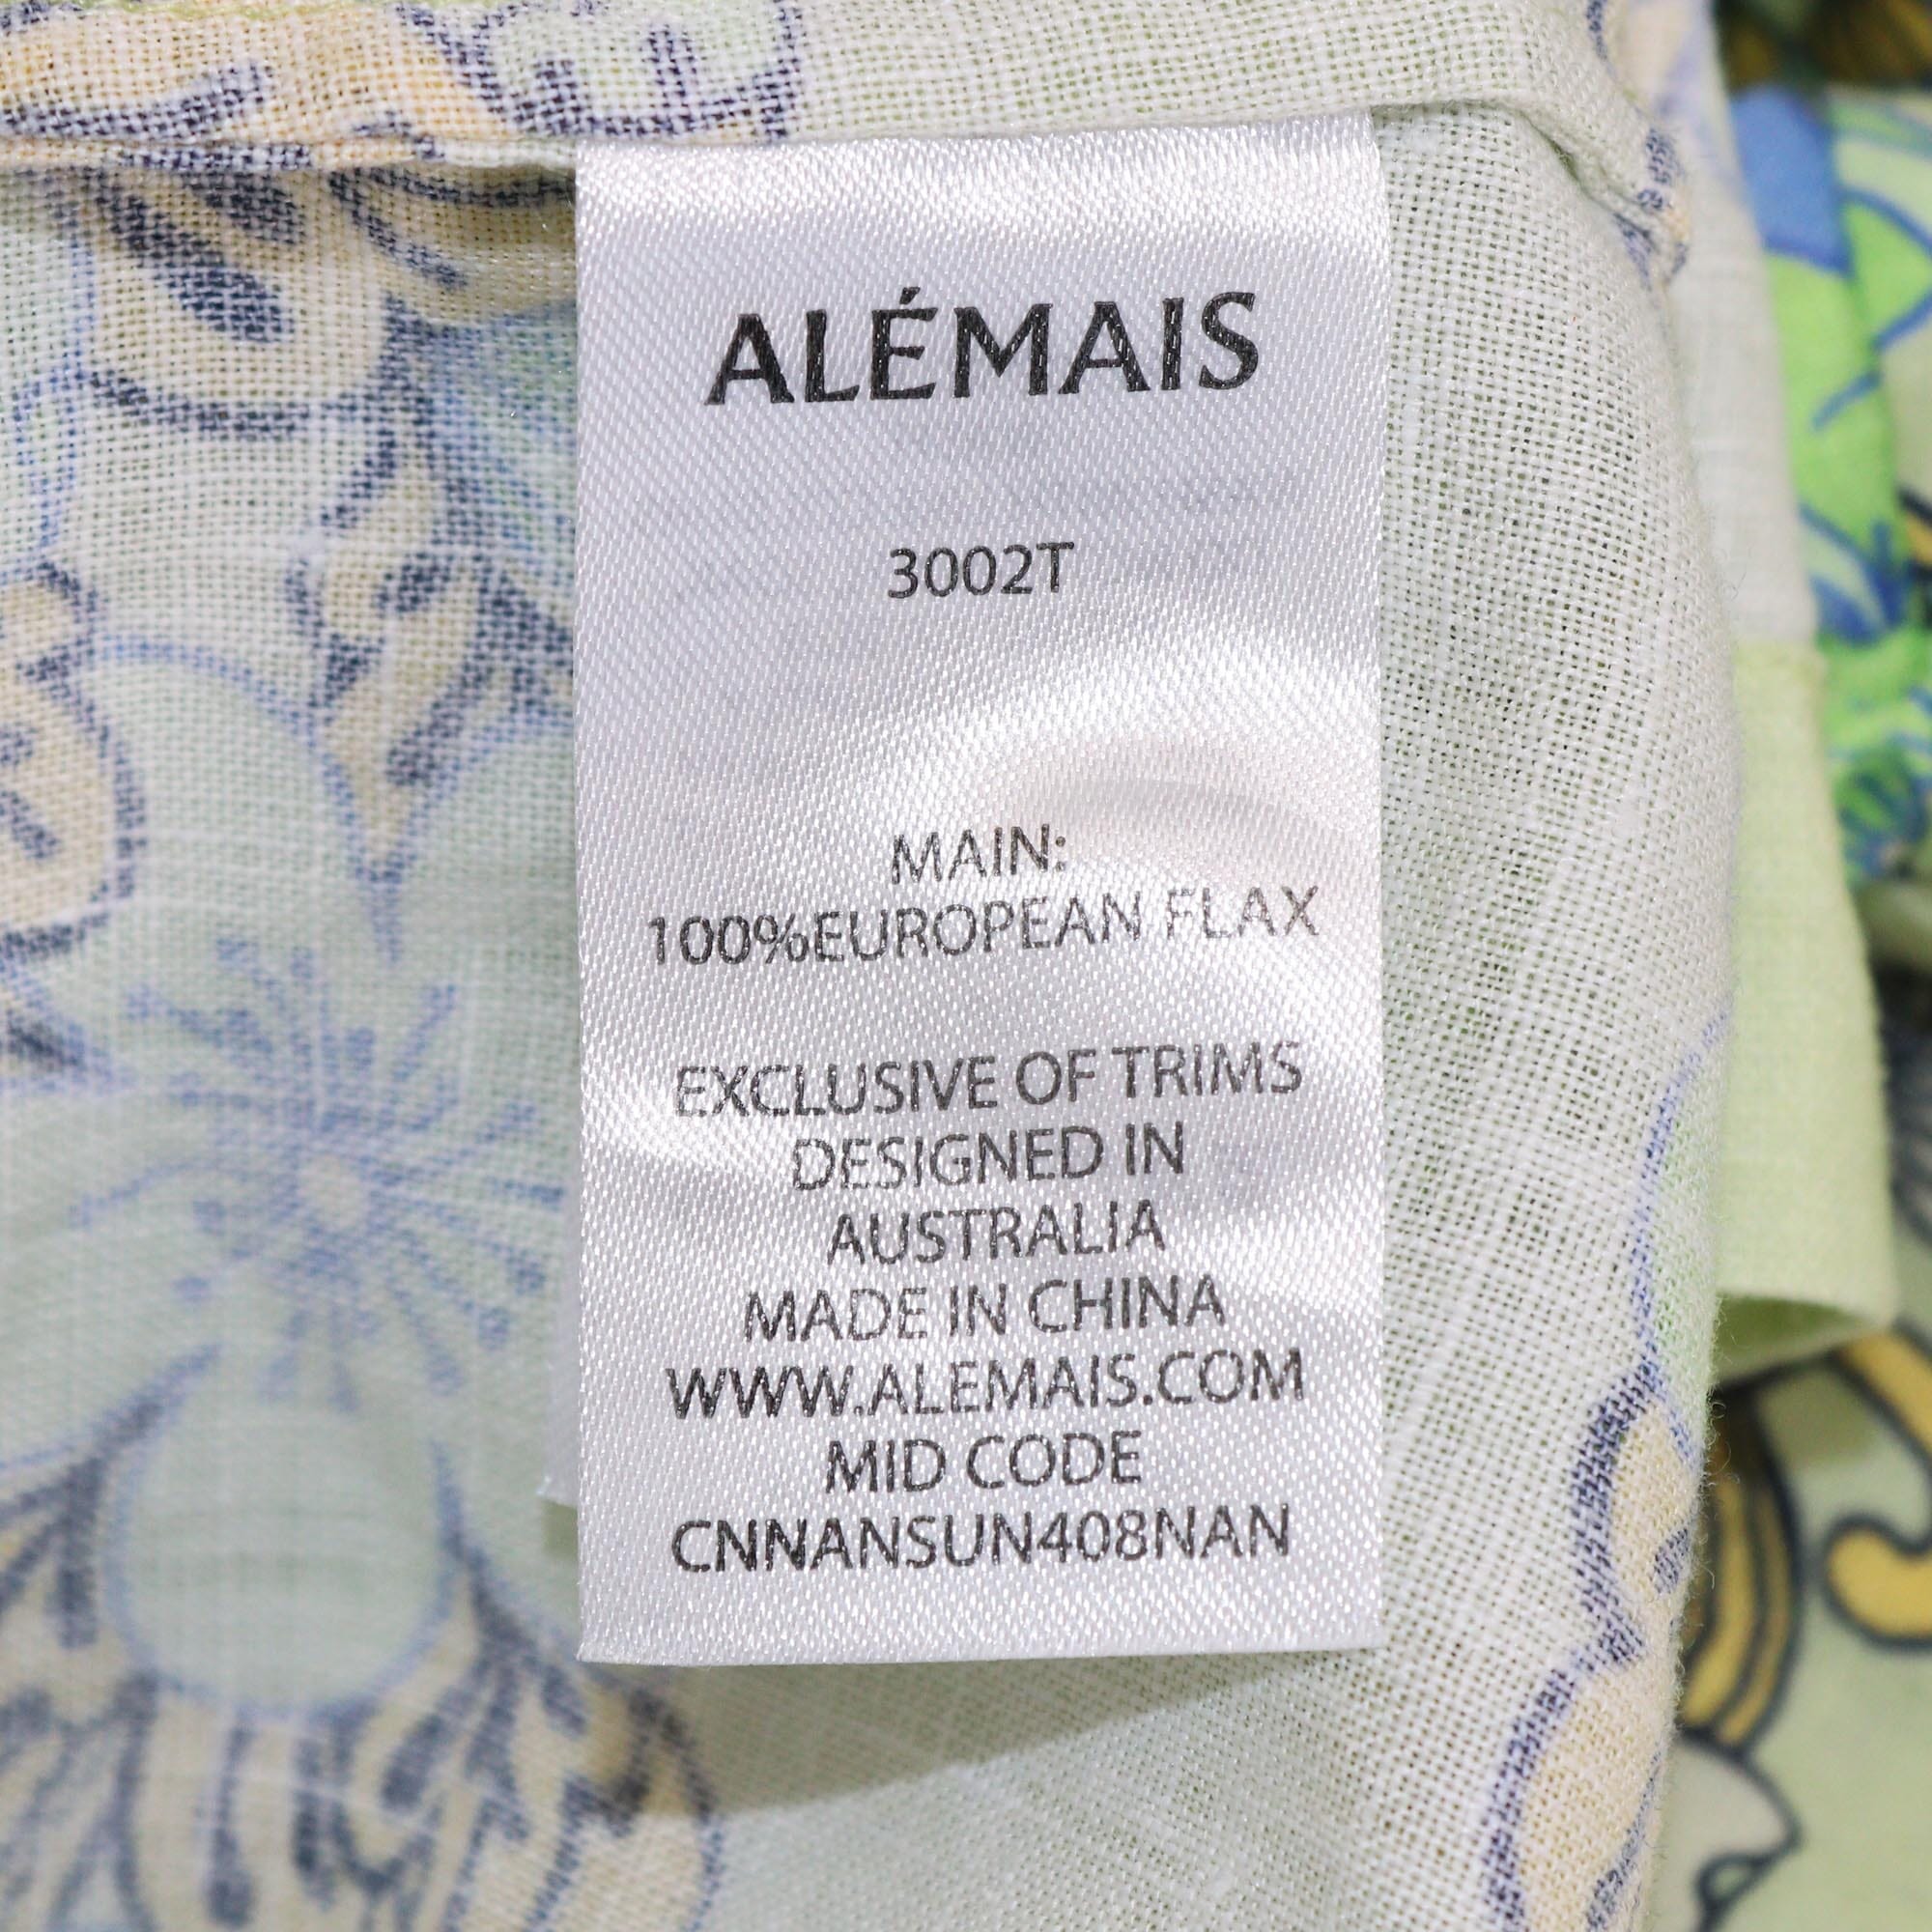 ALÉMAIS
3002T
MAIN:
100%EUROPEAN FLAX
EXCLUSIVE OF TRIMS
DESIGNED IN
AUSTRALIA
MADE IN CHINA
WWW.ALEMAIS.COM
MID CODE
CNNANSUN408NAN